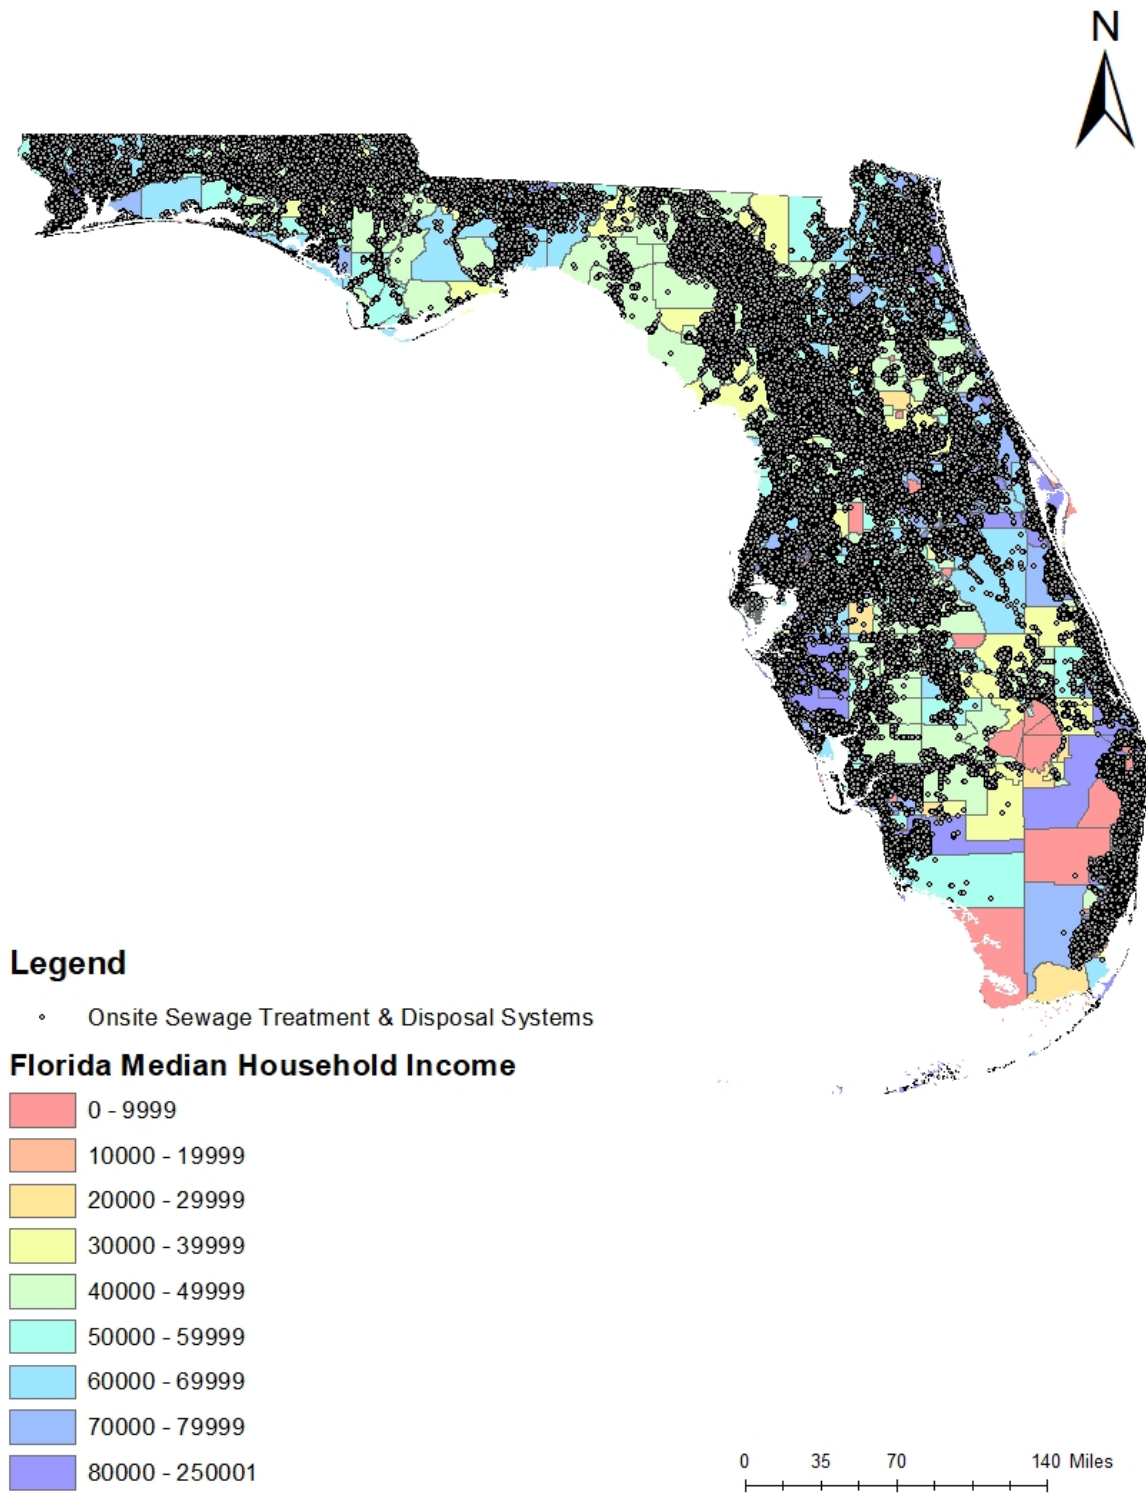 N
Legend
Onsite Sewage Treatment & Disposal Systems
Florida Median Household Income
0 - 9999
10000 - 19999
20000 - 29999
30000 - 39999
40000 - 49999
50000 - 59999
60000 - 69999
70000 - 79999
80000 - 250001
0 35 70 140 Miles